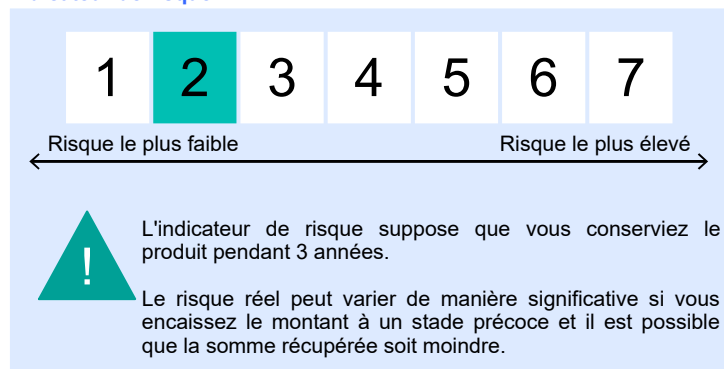 1 2 3 4 5 6 7
Risque le plus faible Risque le plus élevé
!
L'indicateur de risque suppose que vous conserviez le
produit pendant 3 années.
Le risque réel peut varier de manière significative si vous
encaissez le montant à un stade précoce et il est possible
que la somme récupérée soit moindre.